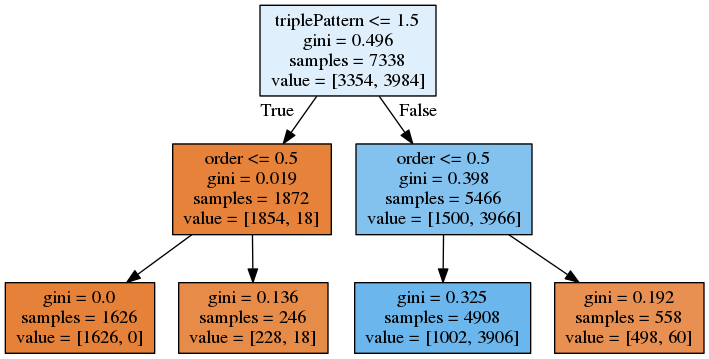 triplePattern <= 1.5
gini = 0.496
samples = 7338
value = [3354, 3984]
True
False
order <= 0.5
gini = 0.019
samples = 1872
value = [1854, 18]
order <= 0.5
gini = 0.398
samples = 5466
value = [1500, 3966]
gini = 0.0
samples = 1626
value = [1626, 0]
gini = 0.136
samples = 246
value = [228, 18]
gini = 0.325
samples = 4908
value = [1002, 3906]
gini = 0.192
samples = 558
value = [498, 60]